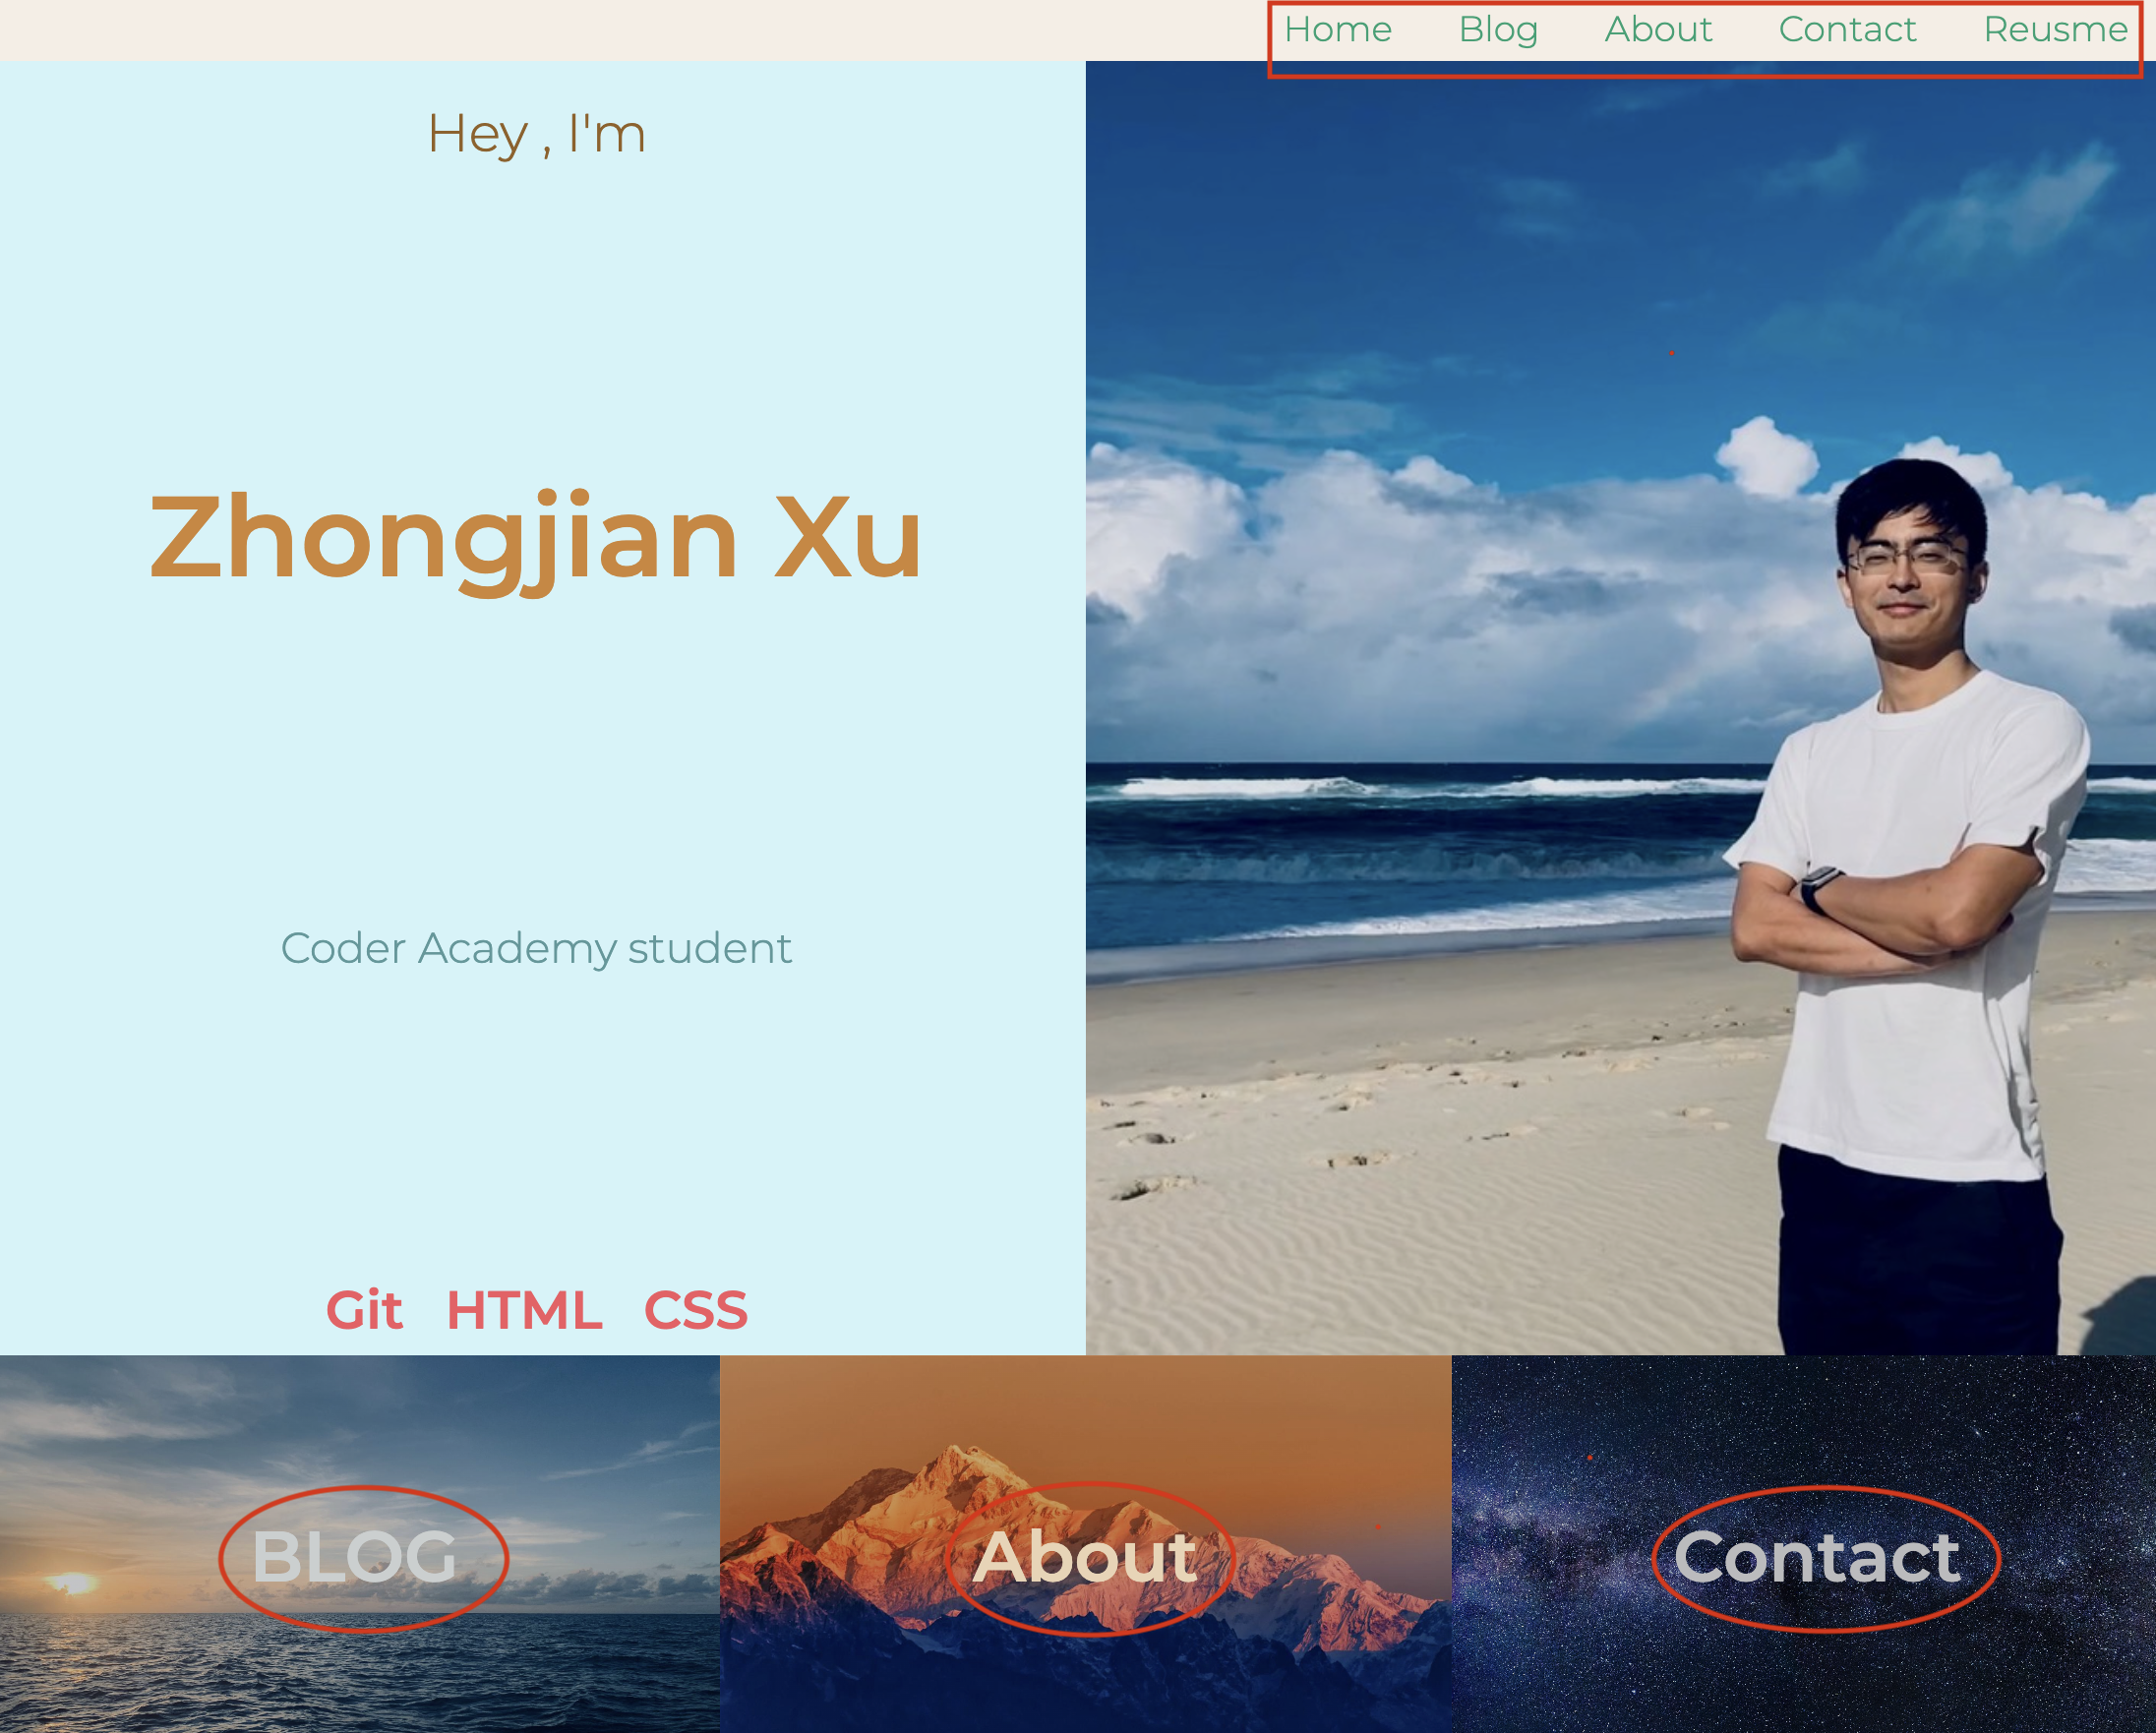 Home Blog About Contact Reusme
Hey , I'm
Zhongjian Xu
Coder Academy student
Git HTML CSS
BLOG About Contact